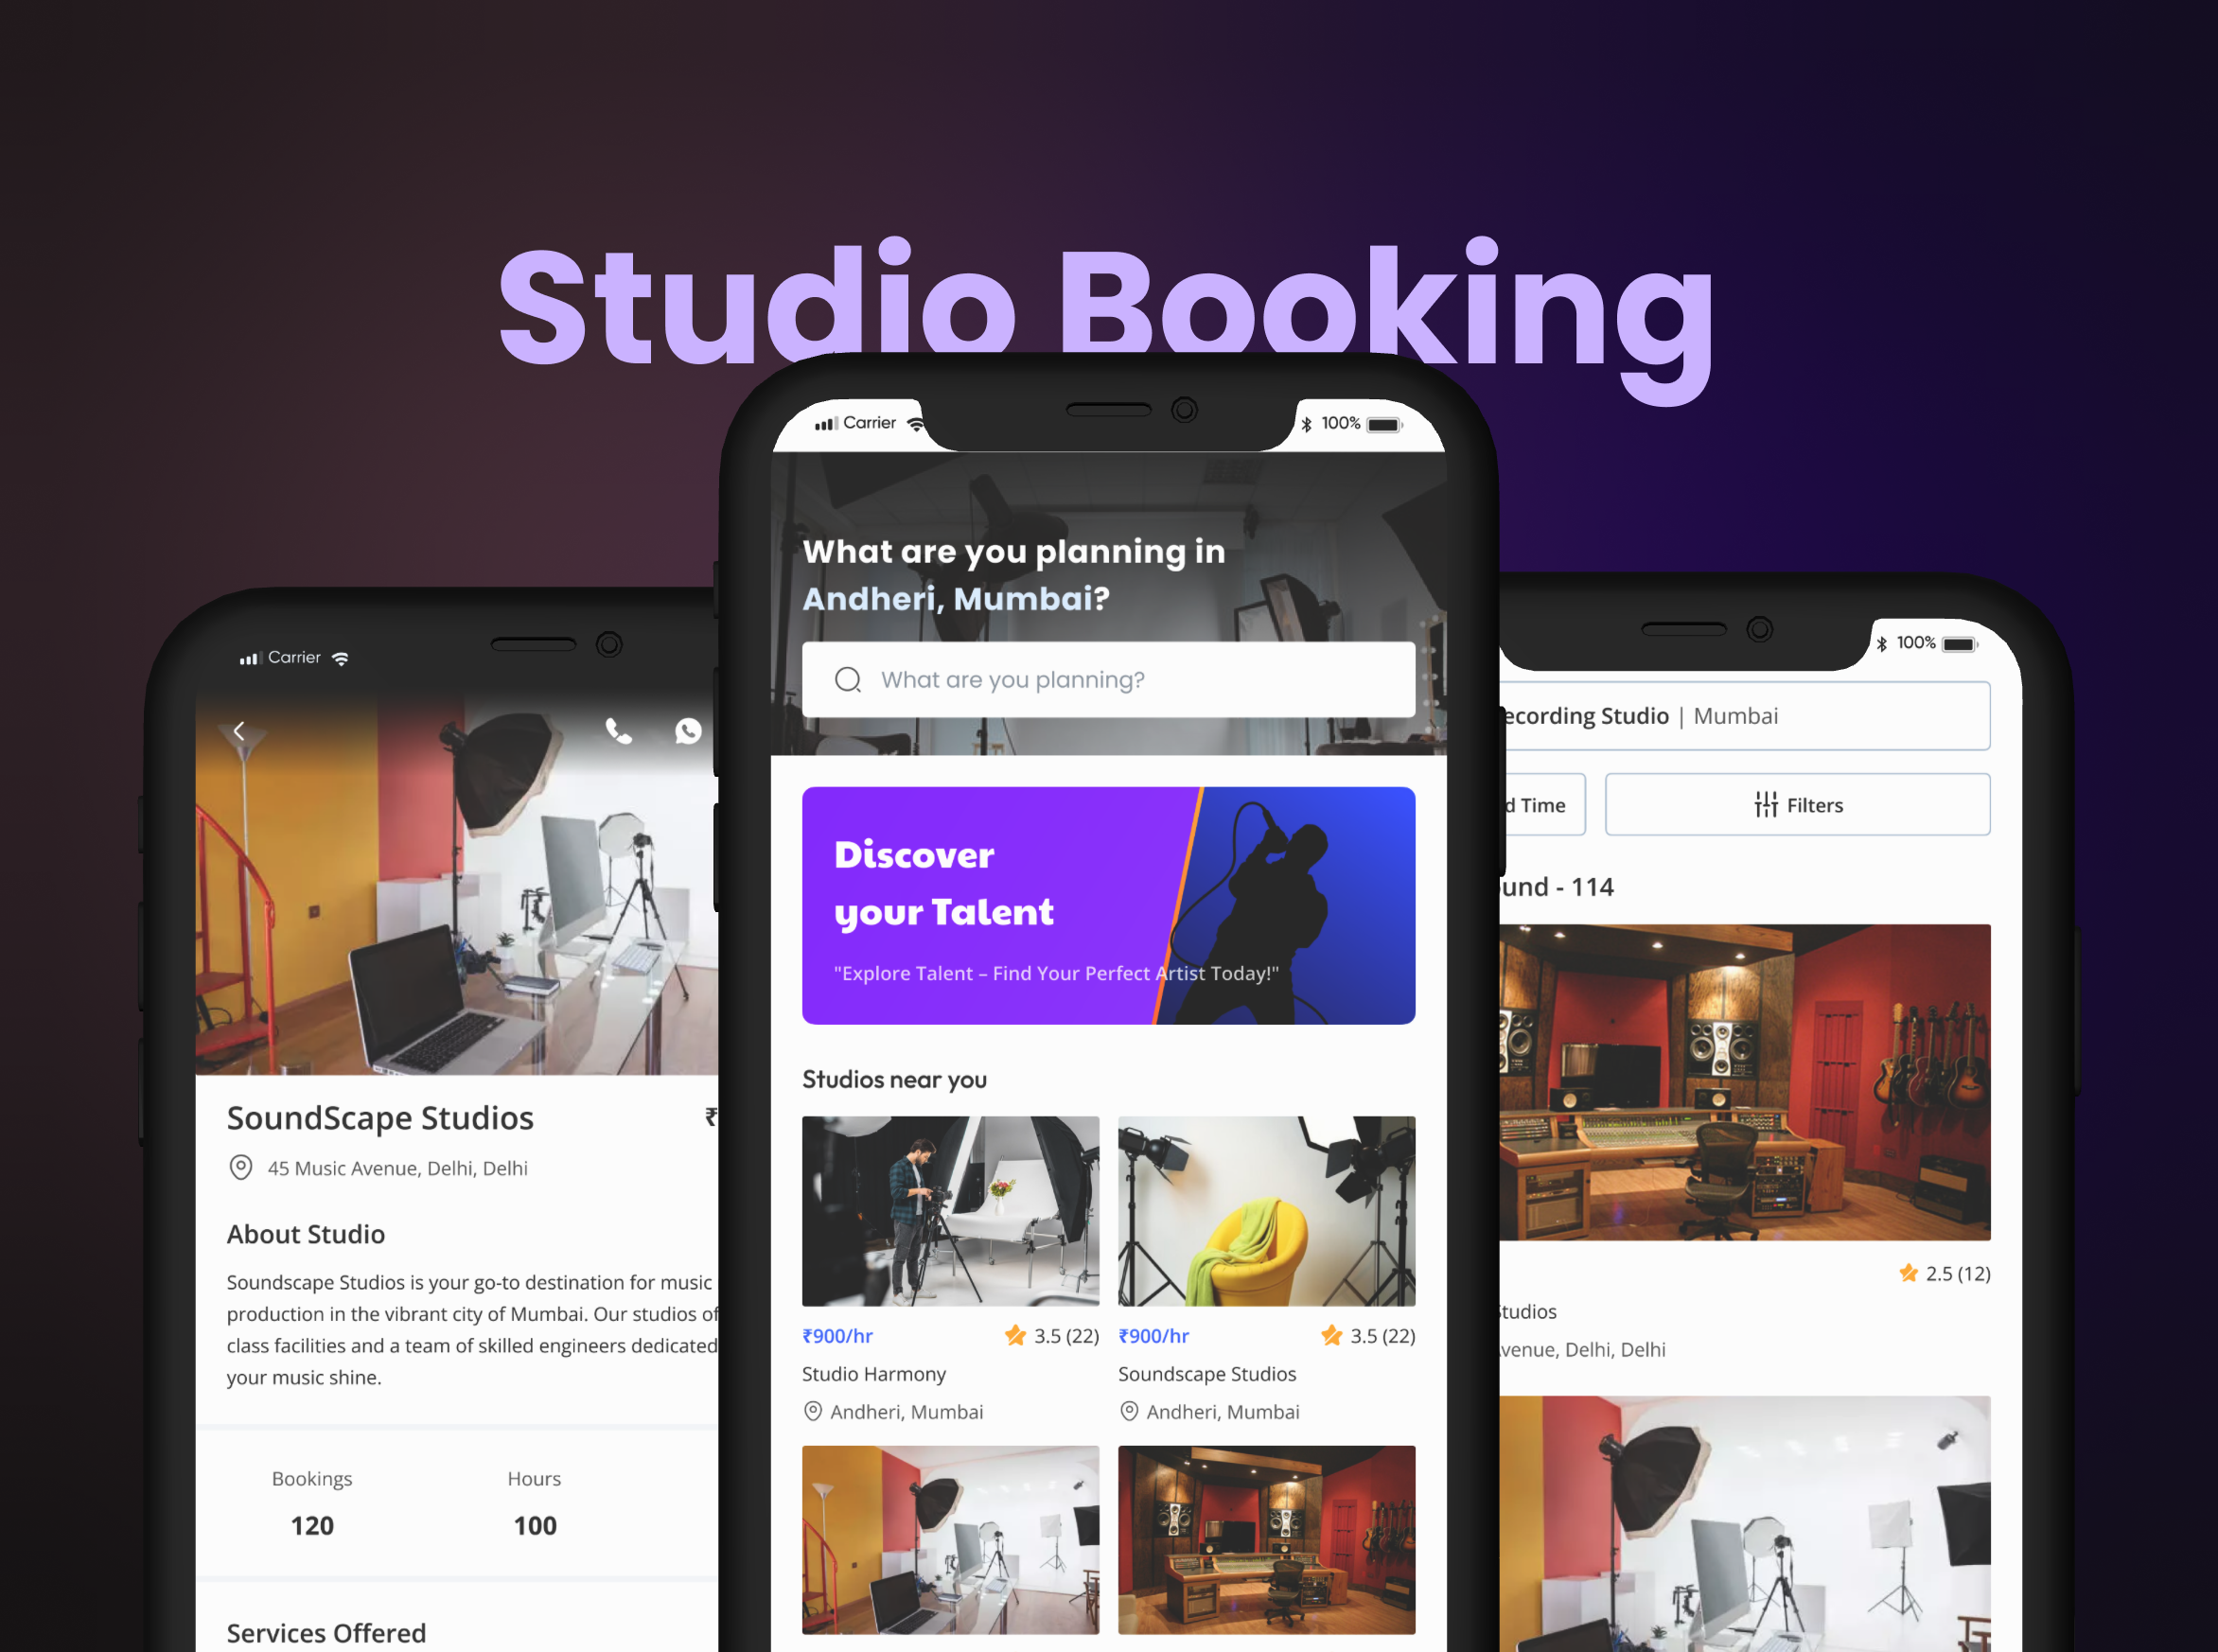 Studio Booking
Carrier
SoundScape Studios
₹
45 Music Avenue, Delhi, Delhi
About Studio
Soundscape Studios is your go-to destination for music
production in the vibrant city of Mumbai. Our studios of
class facilities and a team of skilled engineers dedicated
your music shine.
Bookings
Hours
120
100
Services Offered
Carrier
100%
What are you planning in
Andheri, Mumbai?
What are you planning?
Discover
your Talent
"Explore Talent – Find Your Perfect Artist Today!"
Studios near you
₹900/hr
3.5 (22)
Studio Harmony
Andheri, Mumbai
₹900/hr
3.5 (22)
Soundscape Studios
Andheri, Mumbai
100%
ecording Studio | Mumbai
d Time
Filters
und - 114
2.5 (12)
Studios
venue, Delhi, Delhi